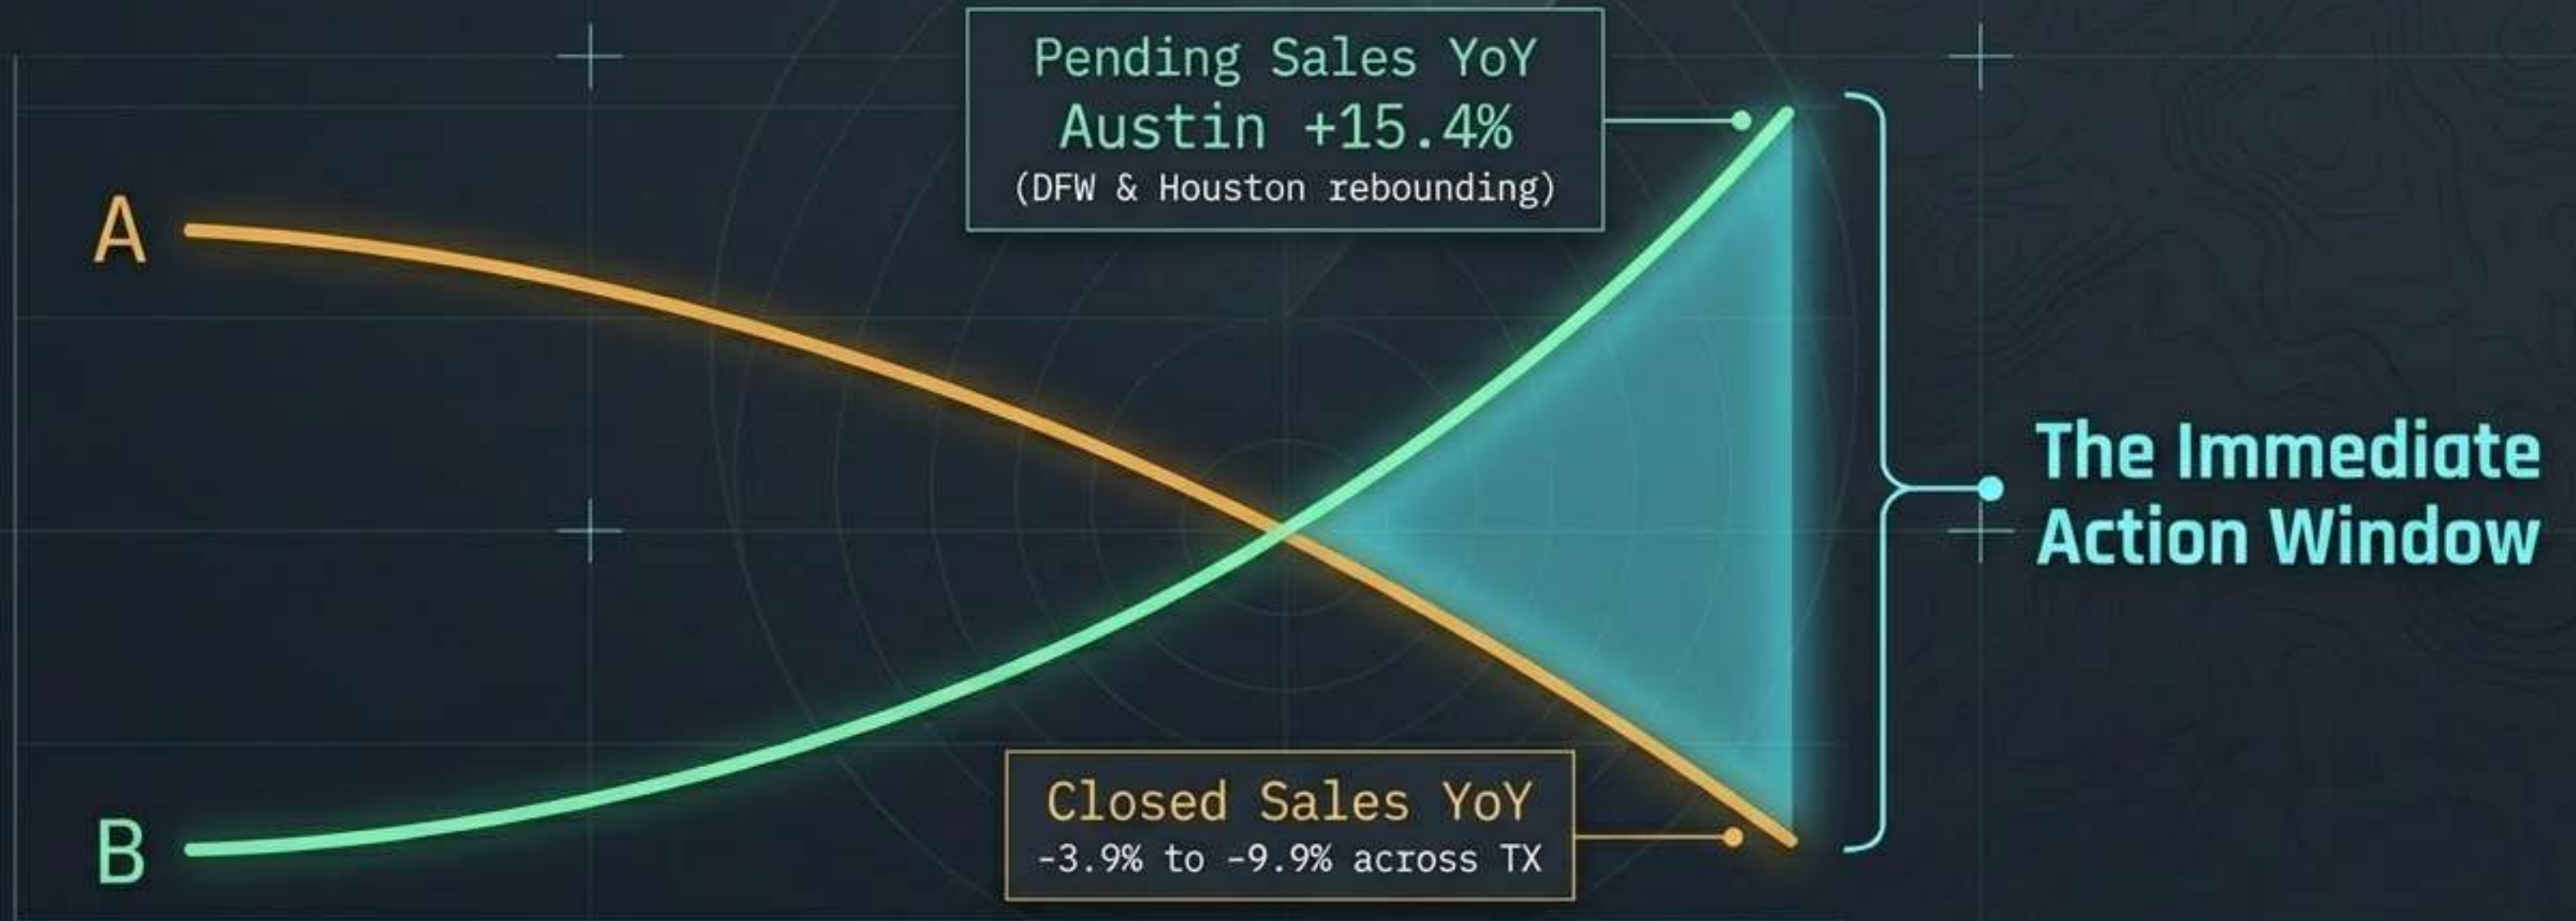 Pending Sales YoY
Austin +15.4%
(DFW & Houston rebounding)
A
The Immediate
Action Window
B
Closed Sales YoY
-3.9% to -9.9% across TX